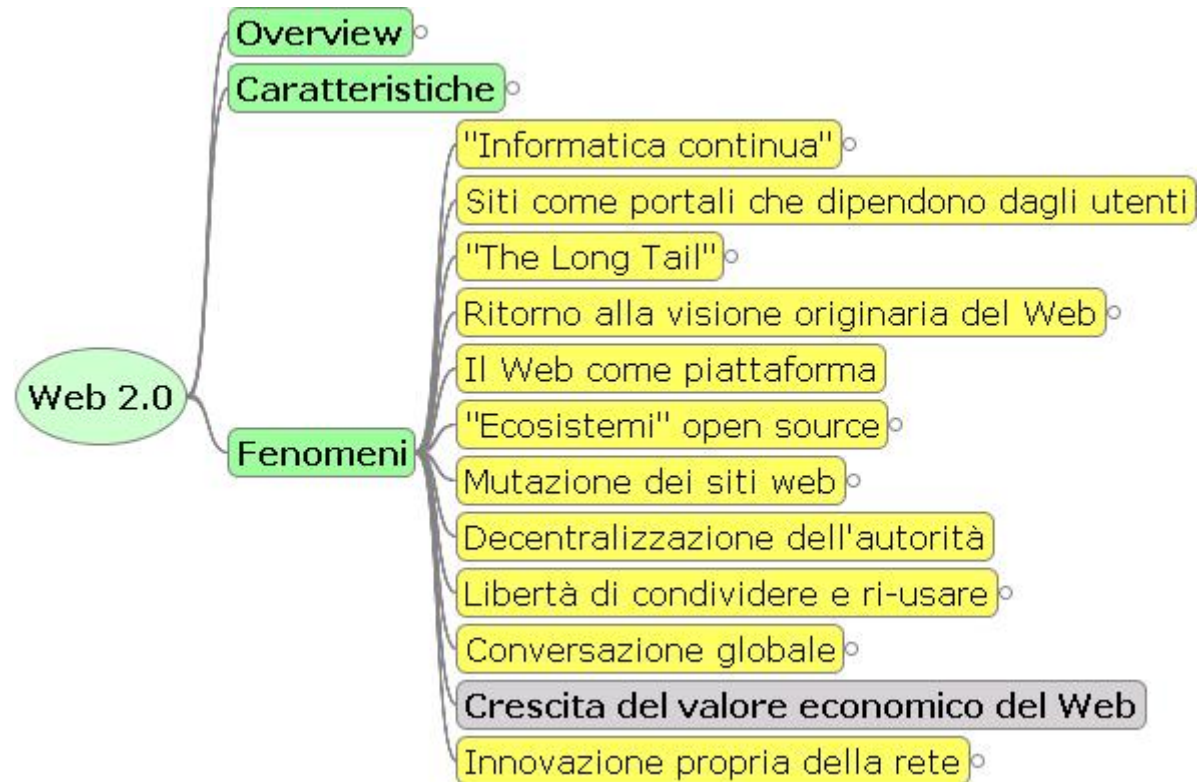 Overview
Caratteristiche
"Informatica continua"
Siti come portali che dipendono dagli utenti
"The Long Tail"
Ritorno alla visione originaria del Web
Il Web come piattaforma
Web 2.0
"Ecosistemi" open source
Fenomeni
Mutazione dei siti web
Decentralizzazione dell'autorità
Libertà di condividere e ri-usare
Conversazione globale
Crescita del valore economico del Web
Innovazione propria della rete